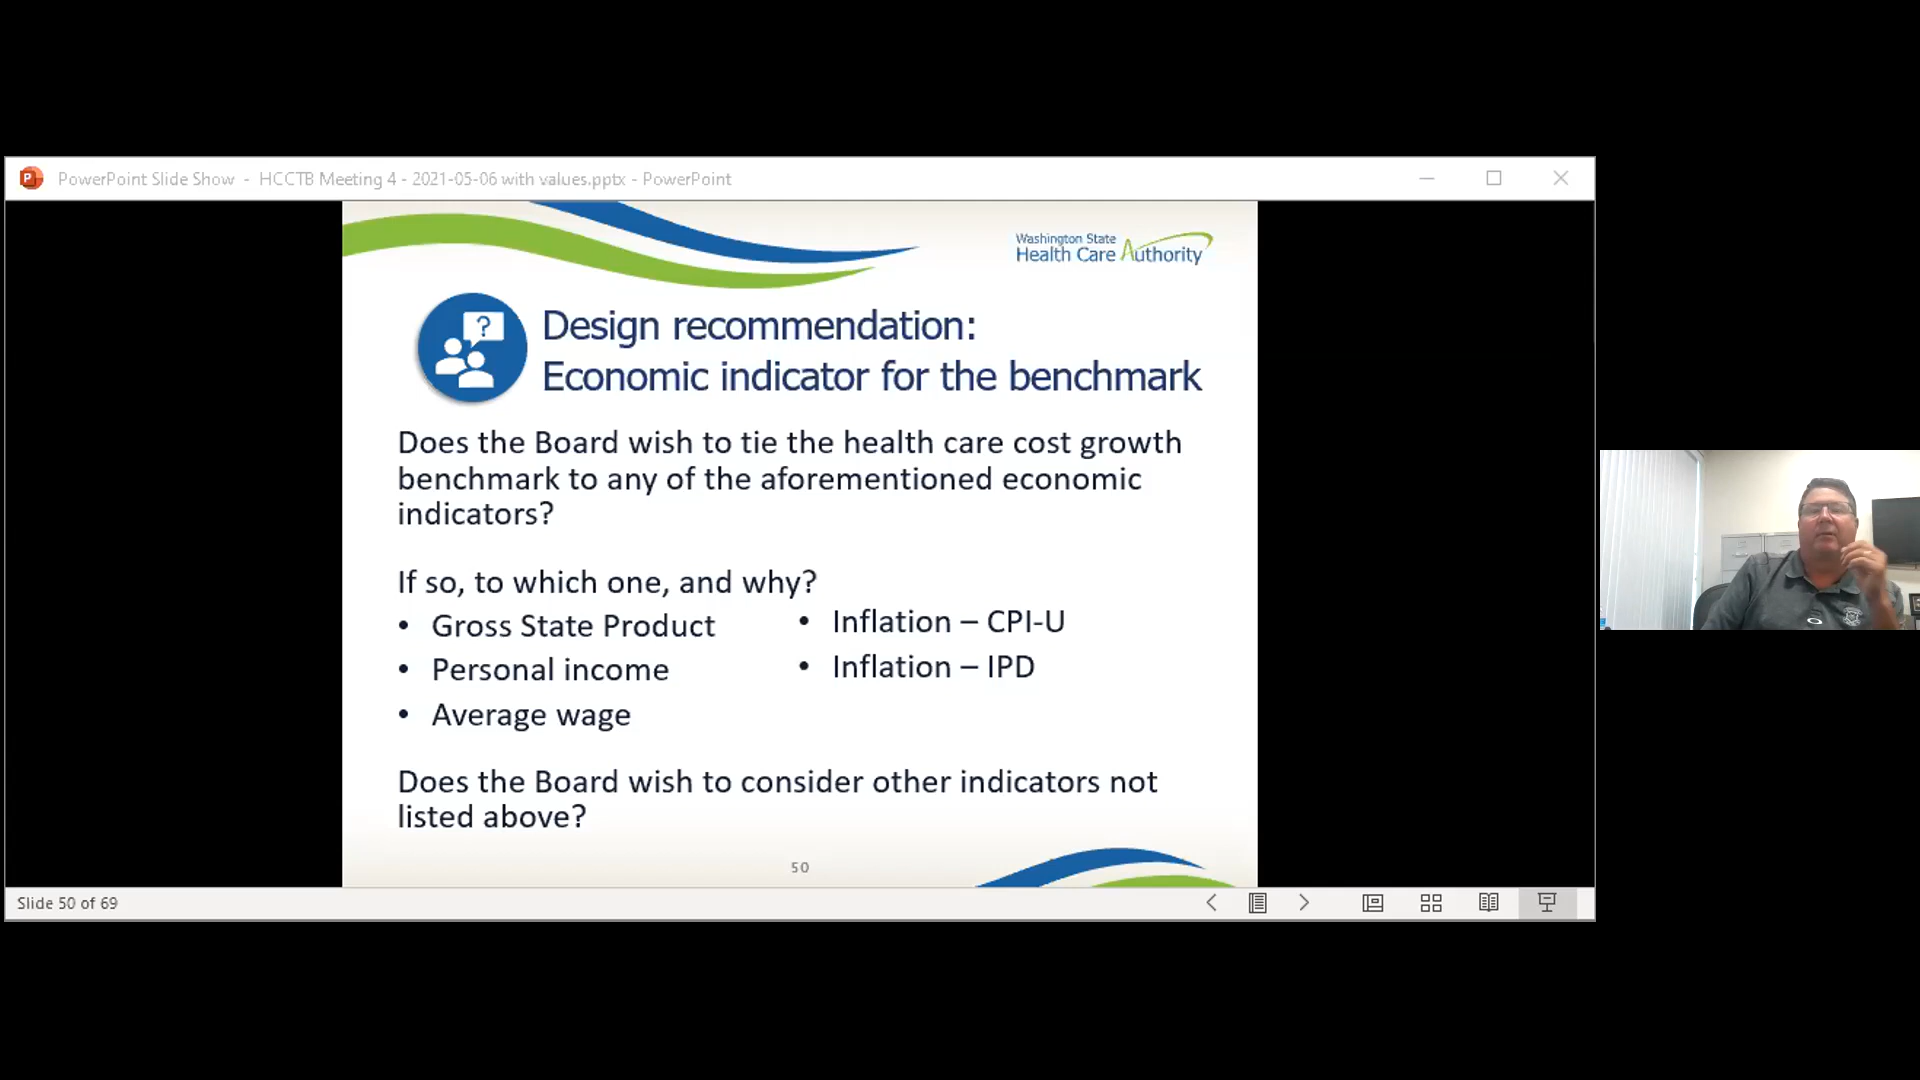 PowerPoint Slide Show - HCCTB Meeting 4 - 2021-05-06 with values.pptx - PowerPoint
Washington State
Health Care Authority
?
Design recommendation:
Economic indicator for the benchmark
Does the Board wish to tie the health care cost growth
benchmark to any of the aforementioned economic
indicators?
If so, to which one, and why?
• Gross State Product
• Personal income
• Average wage
• Inflation – CPI-U
• Inflation – IPD
Does the Board wish to consider other indicators not
listed above?
50
Slide 50 of 69